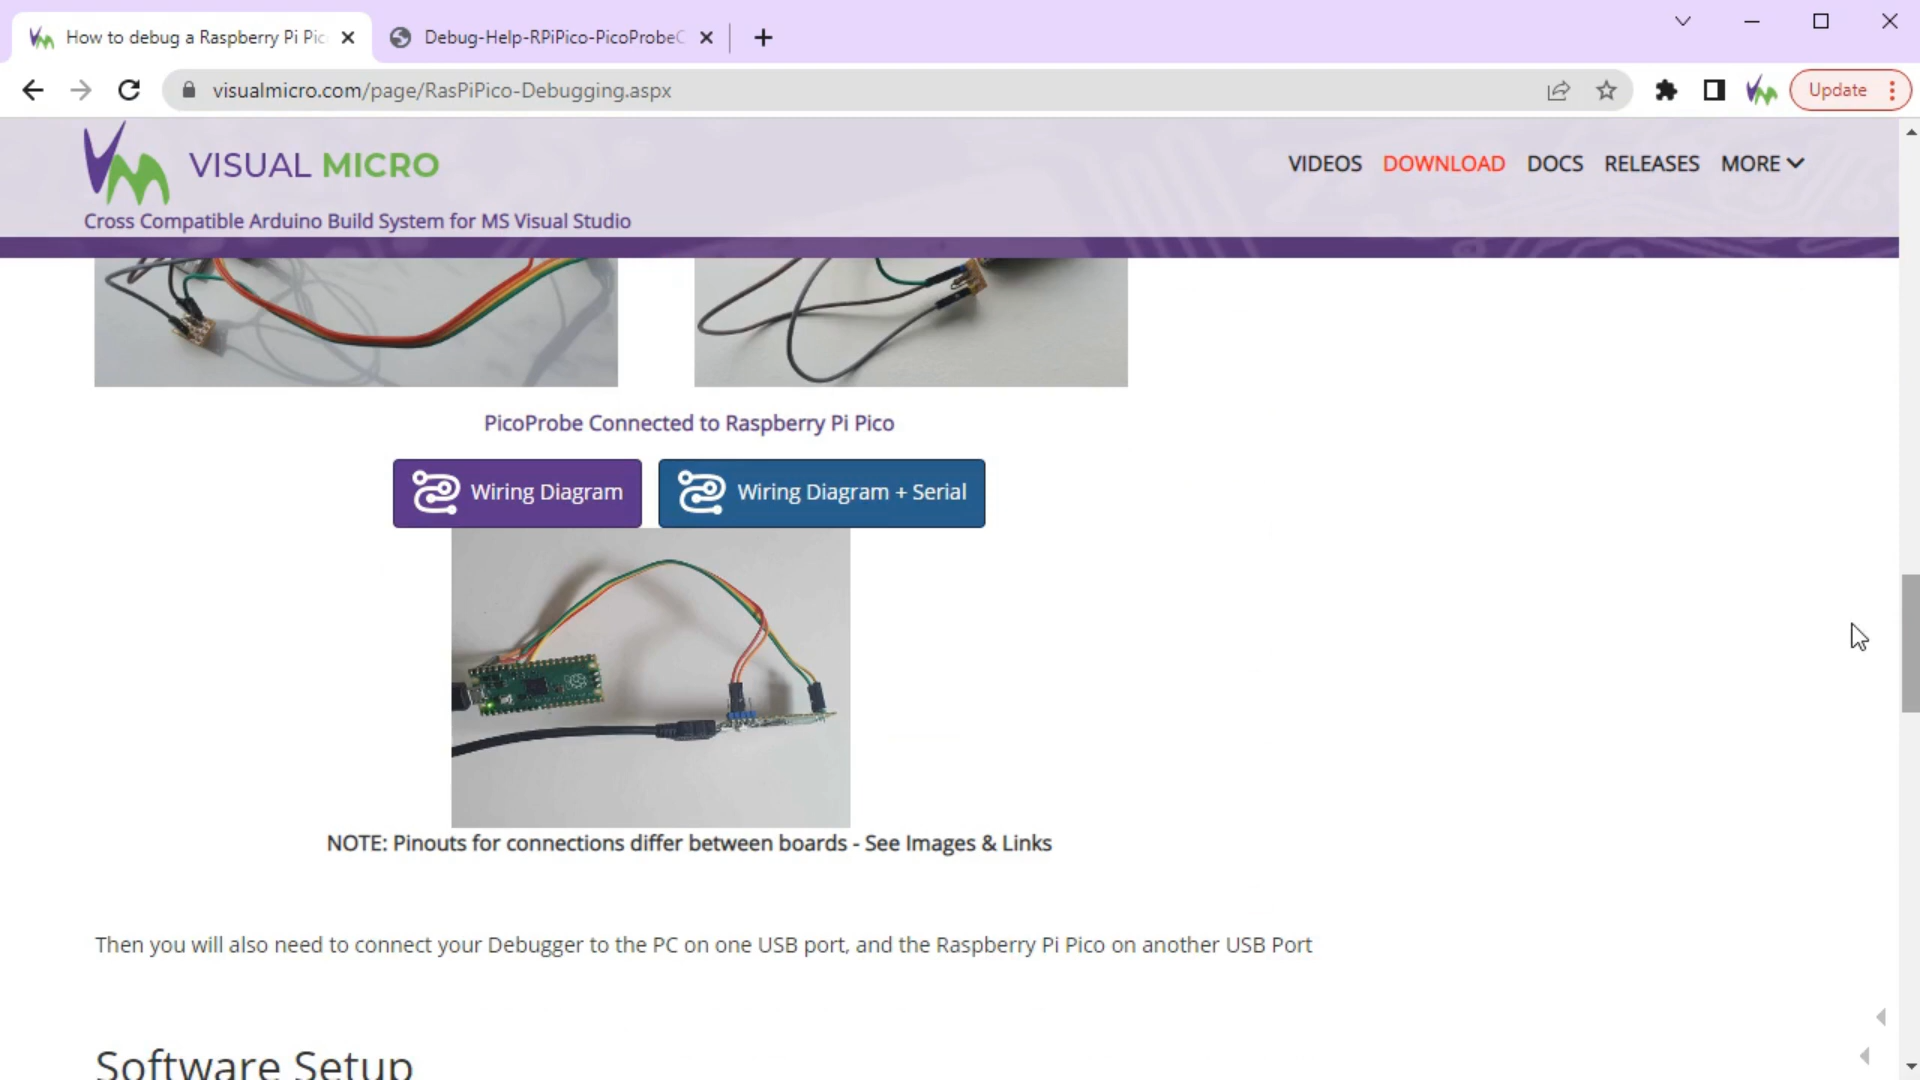 How to debug a Raspberry Pi Pic
Debug-Help-RPiPico-PicoProbeC
visualmicro.com/page/RasPiPico-Debugging.aspx
Update
VISUAL MICRO
Cross Compatible Arduino Build System for MS Visual Studio
VIDEOS DOWNLOAD DOCS RELEASES MORE
PicoProbe Connected to Raspberry Pi Pico
Wiring Diagram
Wiring Diagram + Serial
NOTE: Pinouts for connections differ between boards - See Images & Links
Then you will also need to connect your Debugger to the PC on one USB port, and the Raspberry Pi Pico on another USB Port
Software Setup